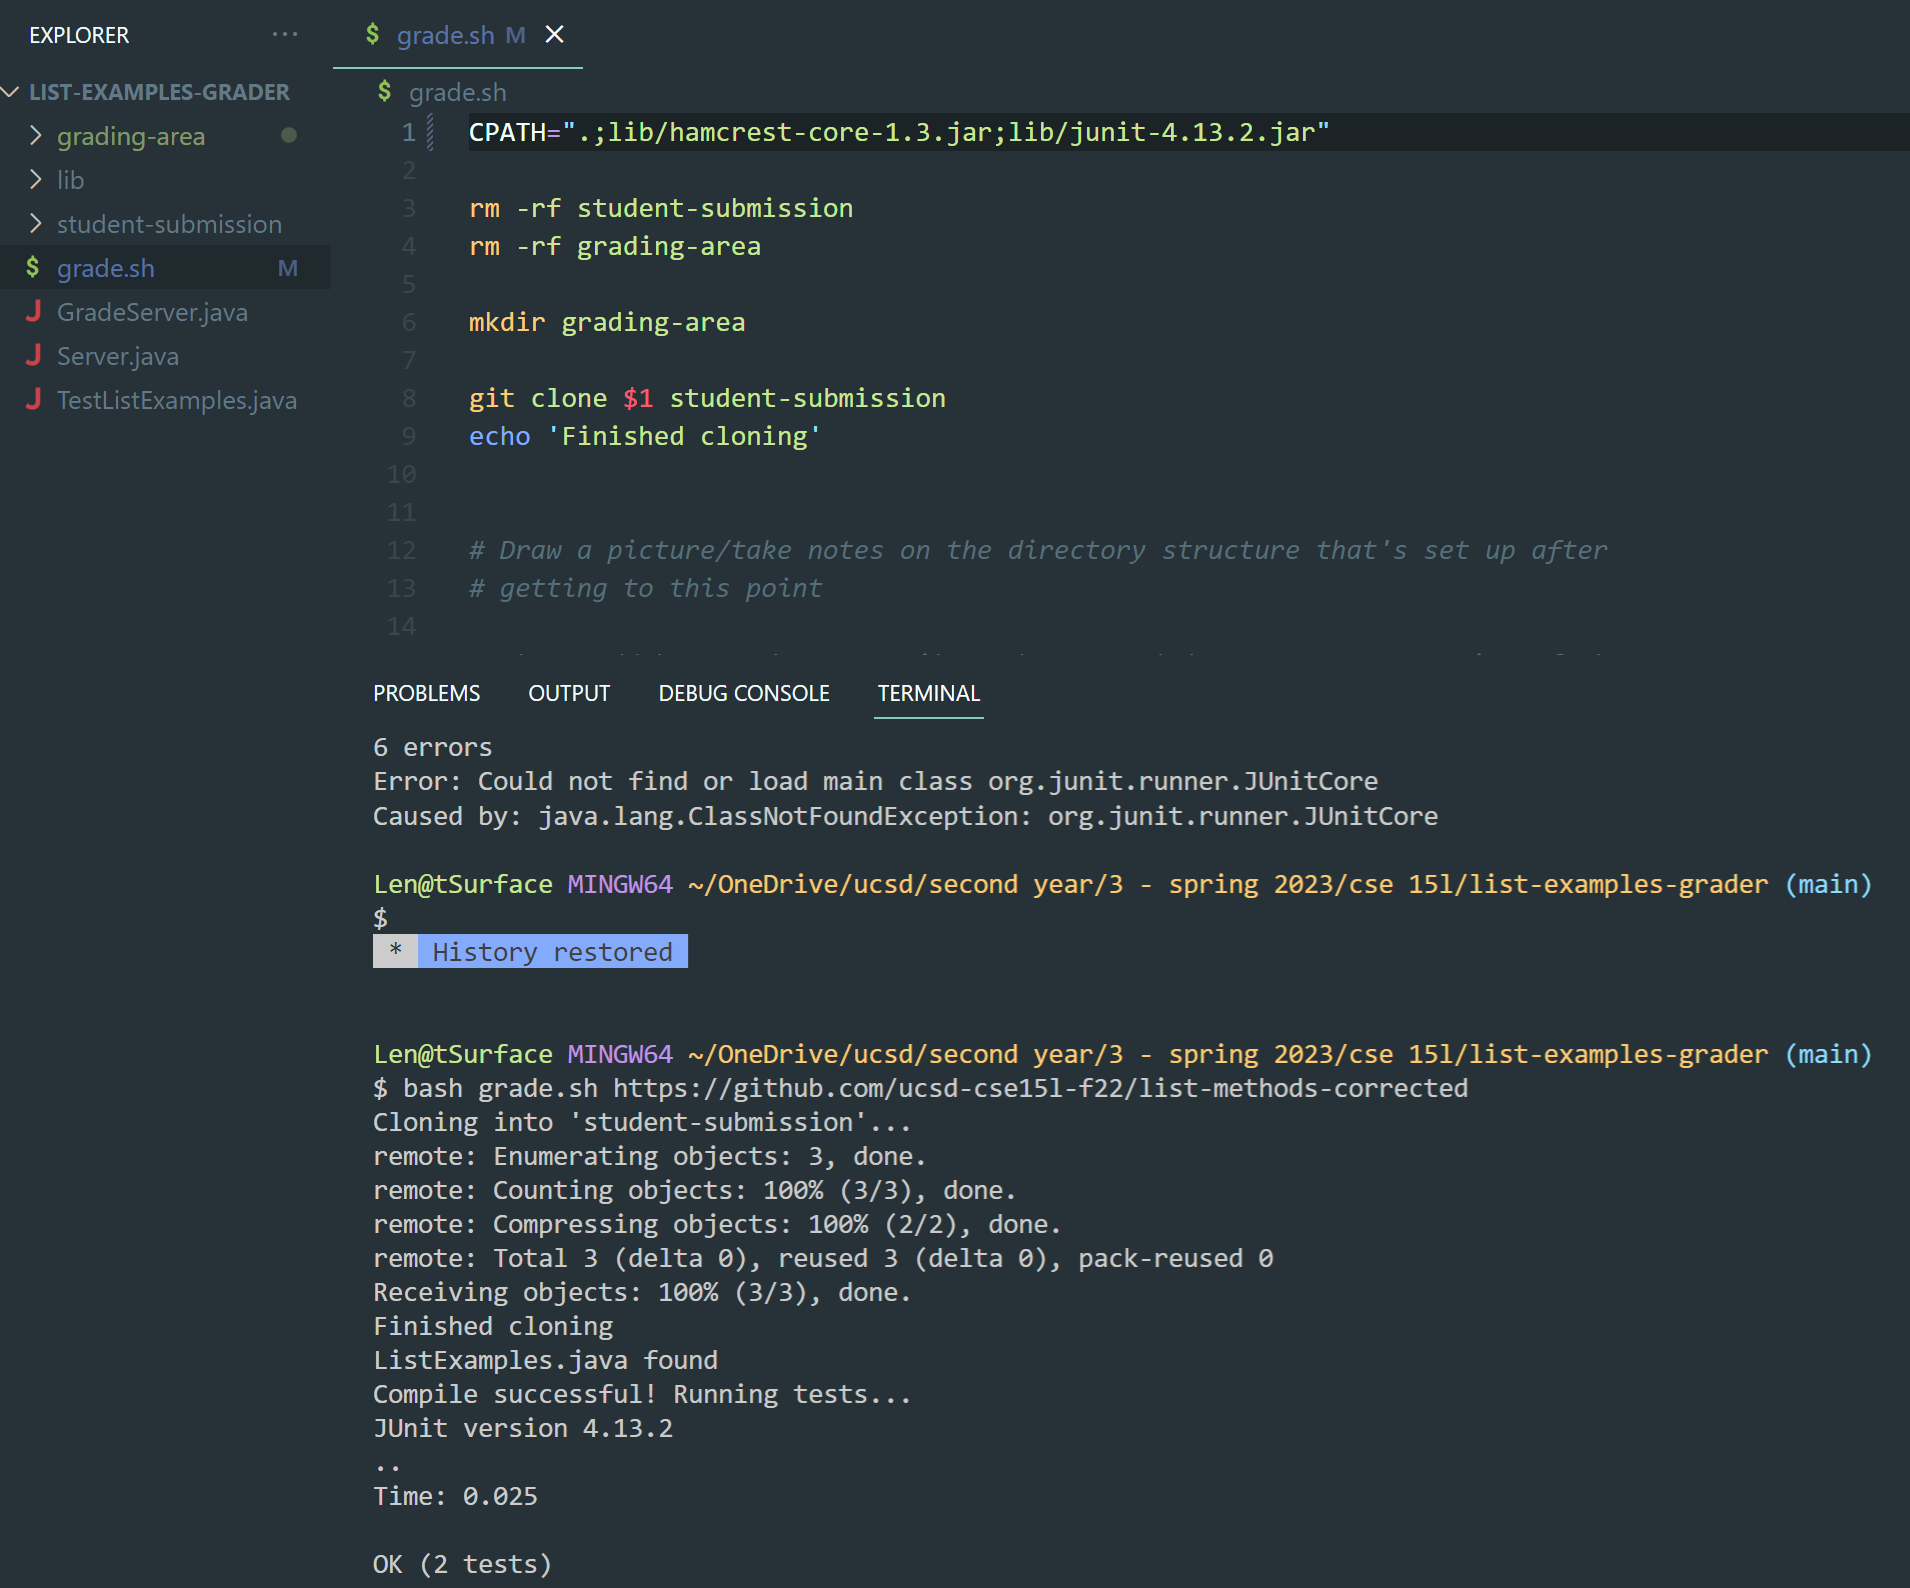 EXPLORER
LIST-EXAMPLES-GRADER
grading-area
lib
student-submission
$ grade.sh M
J GradeServer.java
J Server.java
J TestListExamples.java
$ grade.sh M
$ grade.sh
1 CPATH=".;lib/hamcrest-core-1.3.jar;lib/junit-4.13.2.jar"
2
3 rm -rf student-submission
4 rm -rf grading-area
5
6 mkdir grading-area
7
8 git clone $1 student-submission
9 echo 'Finished cloning'
10
11
12 # Draw a picture/take notes on the directory structure that's set up after
13 # getting to this point
14
PROBLEMS OUTPUT DEBUG CONSOLE TERMINAL
6 errors
Error: Could not find or load main class org.junit.runner.JUnitCore
Caused by: java.lang.ClassNotFoundException: org.junit.runner.JUnitCore
Len@tSurface MINGW64 ~/OneDrive/ucsd/second year/3 - spring 2023/cse 15l/list-examples-grader (main)
$
* History restored
Len@tSurface MINGW64 ~/OneDrive/ucsd/second year/3 - spring 2023/cse 15l/list-examples-grader (main)
$ bash grade.sh https://github.com/ucsd-cse15l-f22/list-methods-corrected
Cloning into 'student-submission'...
remote: Enumerating objects: 3, done.
remote: Counting objects: 100% (3/3), done.
remote: Compressing objects: 100% (2/2), done.
remote: Total 3 (delta 0), reused 3 (delta 0), pack-reused 0
Receiving objects: 100% (3/3), done.
Finished cloning
ListExamples.java found
Compile successful! Running tests...
JUnit version 4.13.2
..
Time: 0.025
OK (2 tests)